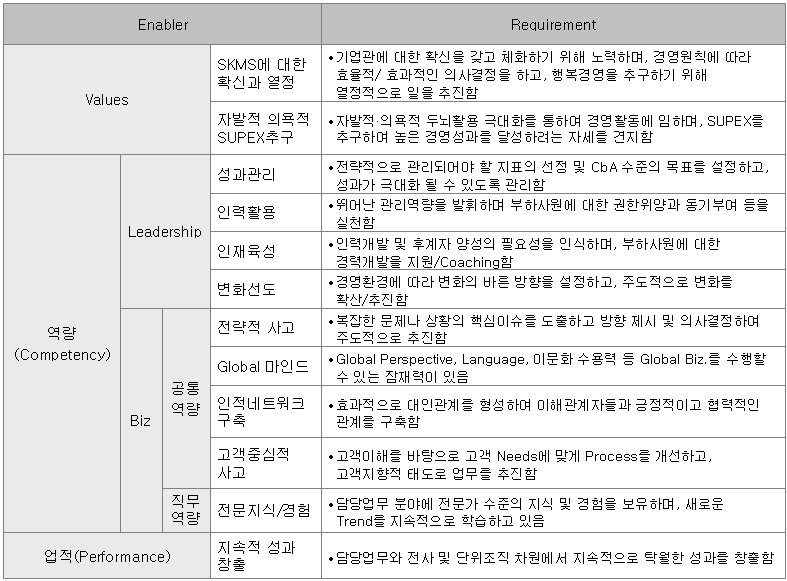 Enabler
Requirement
Values
SKMS에 대한
확신과 열정
•기업관에 대한 확신을 갖고 체화하기 위해 노력하며, 경영원칙에 따라
효율적/ 효과적인 의사결정을 하고, 행복경영을 추구하기 위해
열정적으로 일을 추진함
자발적 의욕적
SUPEX추구
•자발적·의욕적 두뇌활용 극대화를 통하여 경영활동에 임하며, SUPEX를
추구하여 높은 경영성과를 달성하려는 자세를 견지함
역량
(Competency)
Leadership
성과관리
•전략적으로 관리되어야 할 지표의 선정 및 CbA 수준의 목표를 설정하고,
성과가 극대화 될 수 있도록 관리함
인력활용
•뛰어난 관리역량을 발휘하며 부하사원에 대한 권한위양과 동기부여 등을
실천함
인재육성
•인력개발 및 후계자 양성의 필요성을 인식하며, 부하사원에 대한
경력개발을 지원/Coaching함
변화선도
•경영환경에 따라 변화의 바른 방향을 설정하고, 주도적으로 변화를
확산/추진함
Biz
공통
역량
전략적 사고
•복잡한 문제나 상황의 핵심이슈를 도출하고 방향 제시 및 의사결정하여
주도적으로 추진함
Global 마인드
•Global Perspective, Language, 이문화 수용력 등 Global Biz.를 수행할
수 있는 잠재력이 있음
인적네트워크
구축
•효과적으로 대인관계를 형성하여 이해관계자들과 긍정적이고 협력적인
관계를 구축함
고객중심적
사고
•고객이해를 바탕으로 고객 Needs에 맞게 Process를 개선하고,
고객지향적 태도로 업무를 추진함
직무
역량
전문지식/경험
•담당업무 분야에 전문가 수준의 지식 및 경험을 보유하며, 새로운
Trend를 지속적으로 학습하고 있음
업적(Performance)
지속적 성과
창출
•담당업무와 전사 및 단위조직 차원에서 지속적으로 탁월한 성과를 창출함